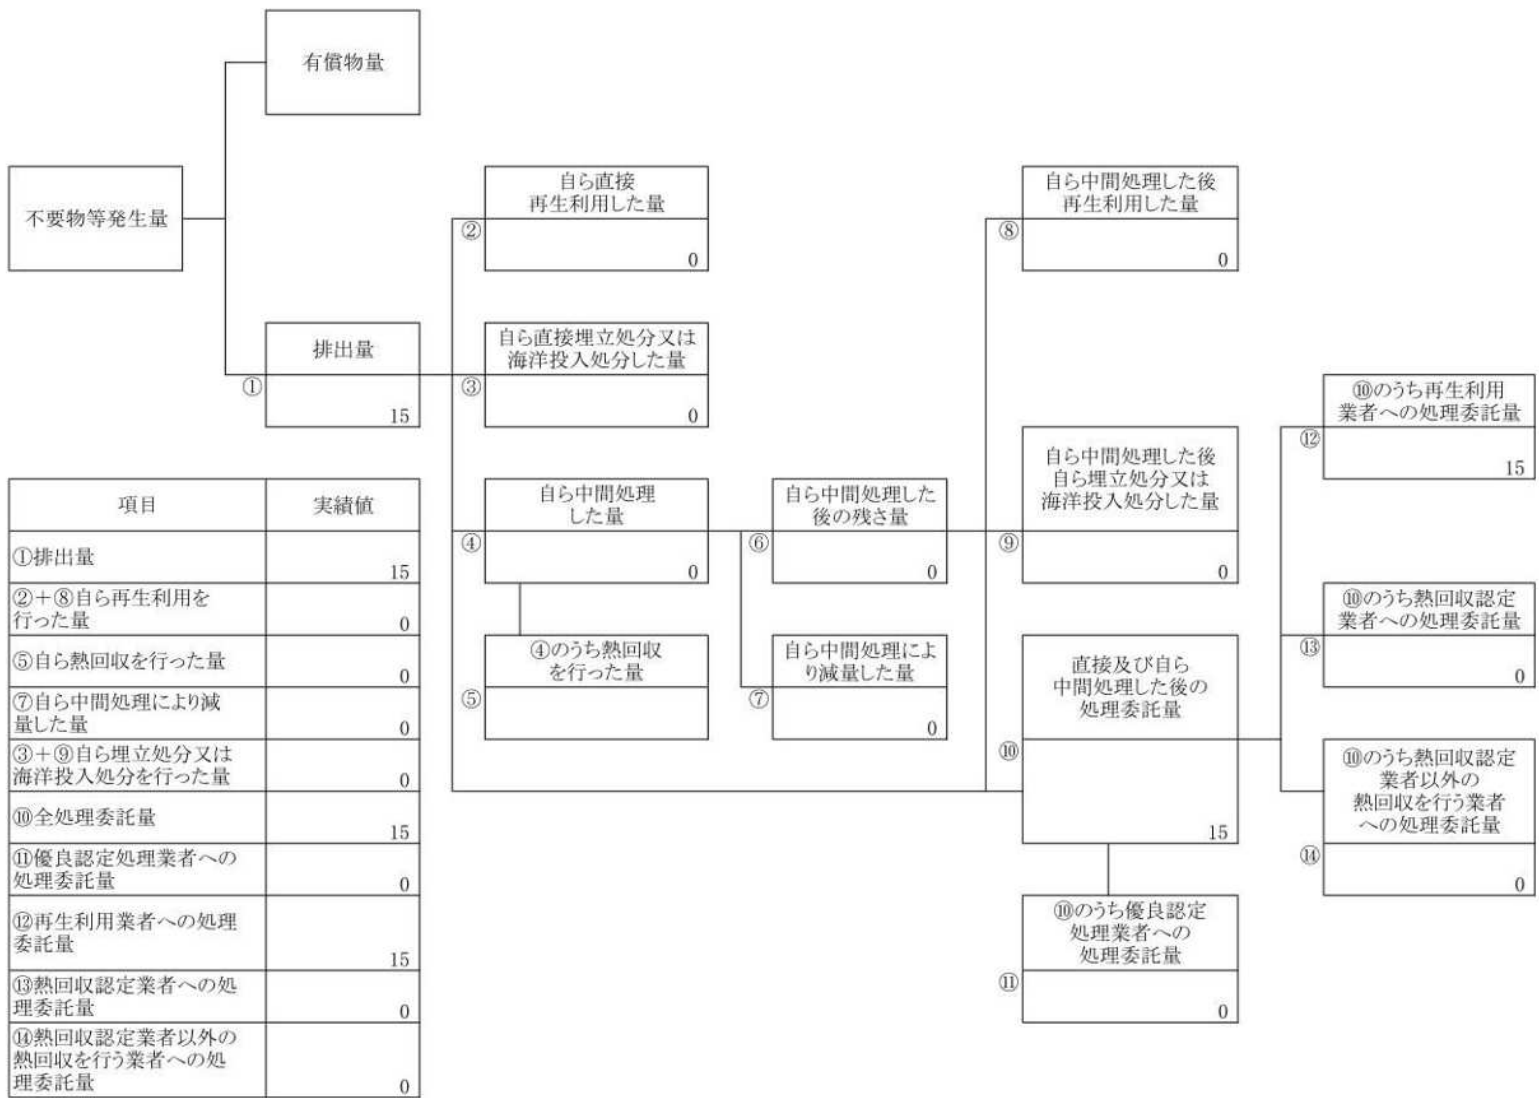 有償物量
不要物等発生量
排出量
①
15
自ら直接
再生利用した量
②
0
自ら直接埋立処分又は
海洋投入処分した量
③
0
自ら中間処理
した量
④
0
④のうち熱回収
を行った量
⑤
自ら中間処理した
後の残さ量
⑥
0
自ら中間処理によ
り減量した量
⑦
0
自ら中間処理した後
再生利用した量
⑧
0
自ら中間処理した後
自ら埋立処分又は
海洋投入処分した量
⑨
0
直接及び自ら
中間処理した後の
処理委託量
⑩
15
⑩のうち優良認定
処理業者への
処理委託量
⑪
0
⑩のうち再生利用
業者への処理委託量
⑫
15
⑩のうち熱回収認定
業者への処理委託量
⑬
0
⑩のうち熱回収認定
業者以外の
熱回収を行う業者
への処理委託量
⑭
0
項目 実績値
①排出量
15
②+⑧自ら再生利用を
行った量 0
⑤自ら熱回収を行った量
0
⑦自ら中間処理により減
量した量 0
③+⑨自ら埋立処分又は
海洋投入処分を行った量 0
⑩全処理委託量
15
⑪優良認定処理業者への
処理委託量 0
⑫再生利用業者への処理
委託量
15
⑬熱回収認定業者への処
理委託量 0
⑭熱回収認定業者以外の
熱回収を行う業者への処
理委託量 0